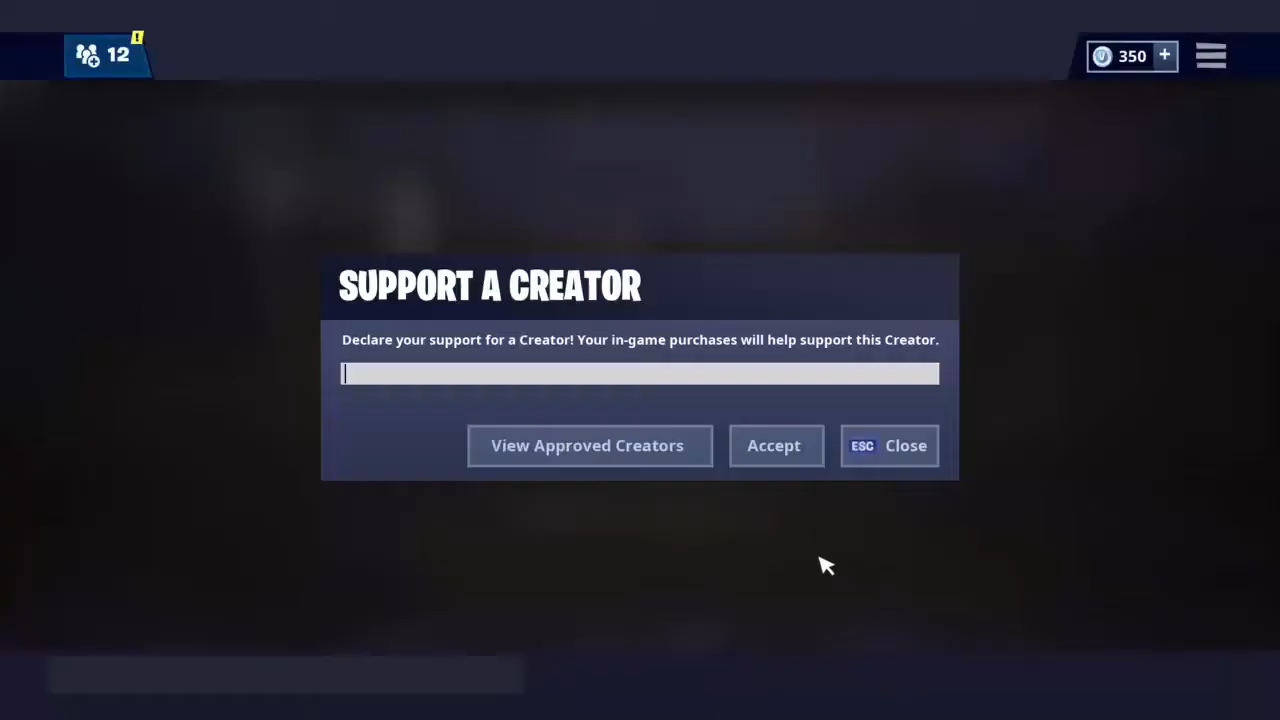 12
!
350 +
SUPPORT A CREATOR
Declare your support for a Creator! Your in-game purchases will help support this Creator.
View Approved Creators
Accept
ESC Close